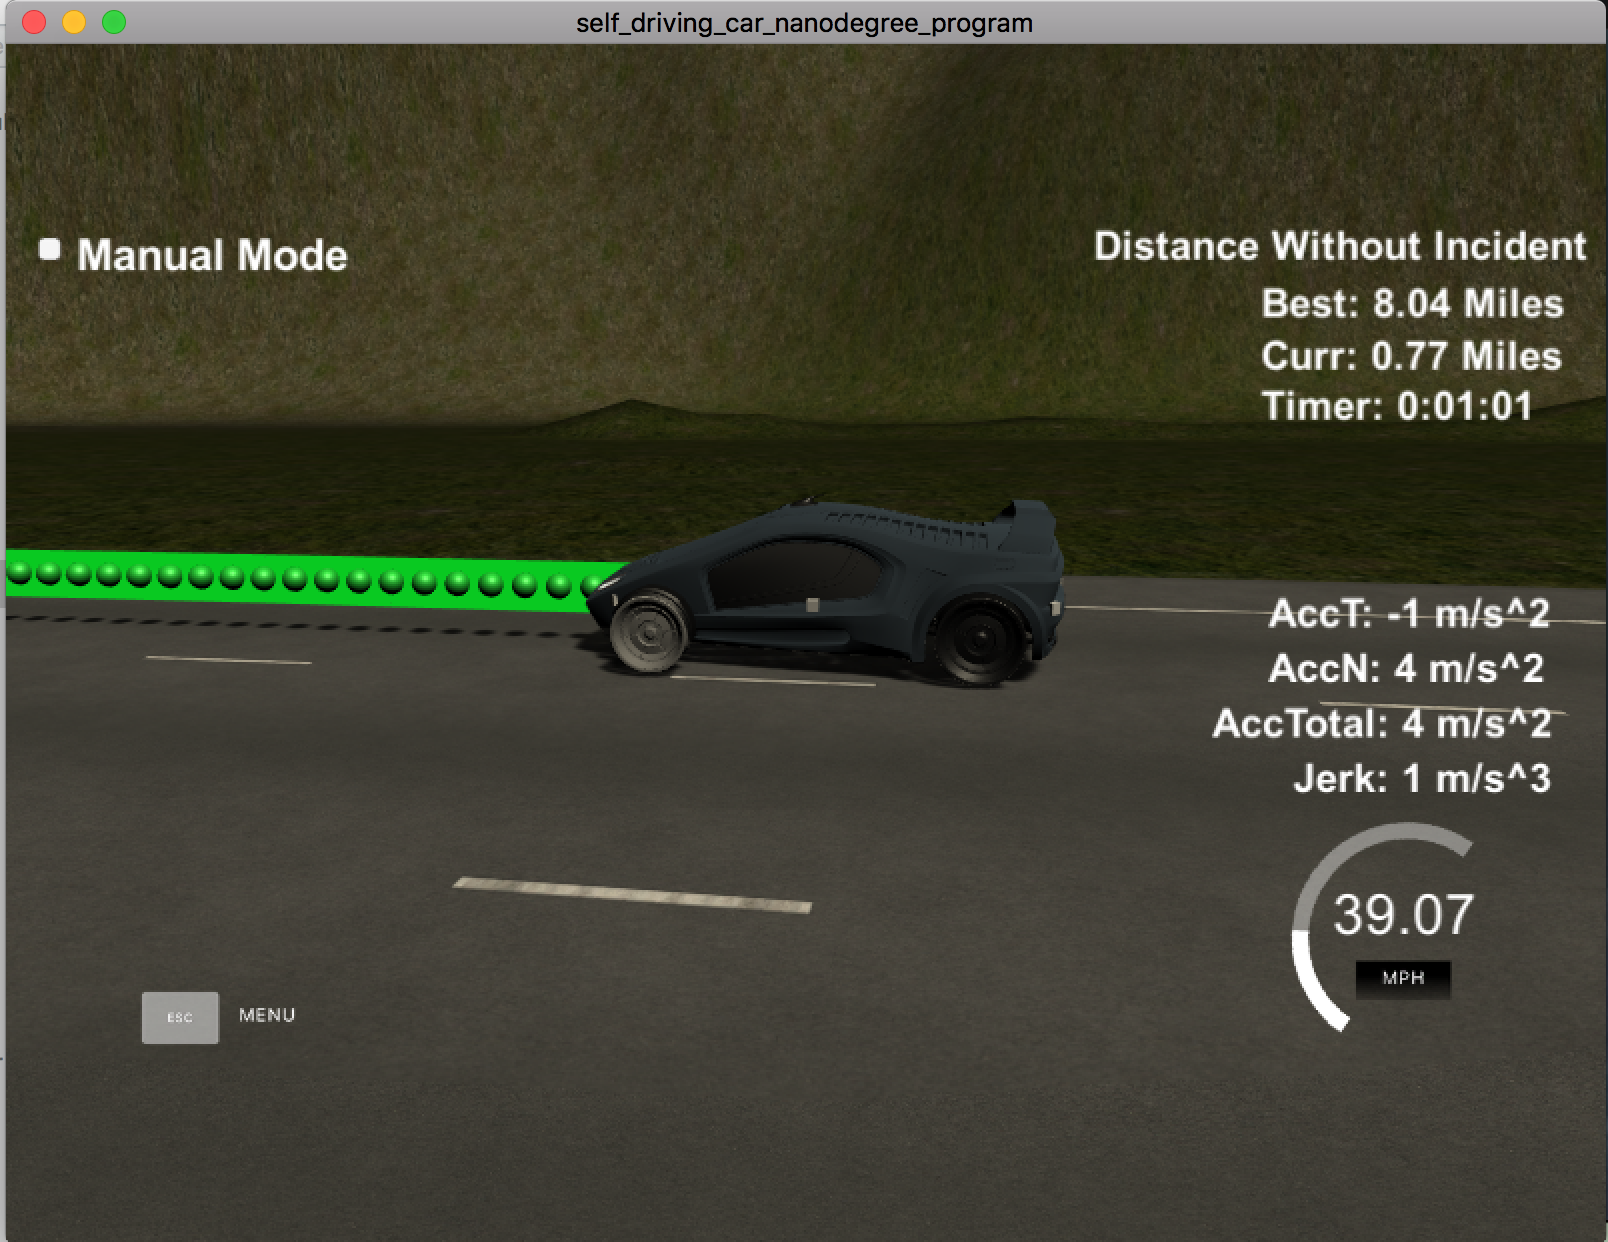 self_driving_car_nanodegree_program
Manual Mode
Distance Without Incident
Best: 8.04 Miles
Curr: 0.77 Miles
Timer: 0:01:01
AccT: -1 m/s^2
AccN: 4 m/s^2
AccTotal: 4 m/s^2
Jerk: 1 m/s^3
39.07
MPH
ESC MENU